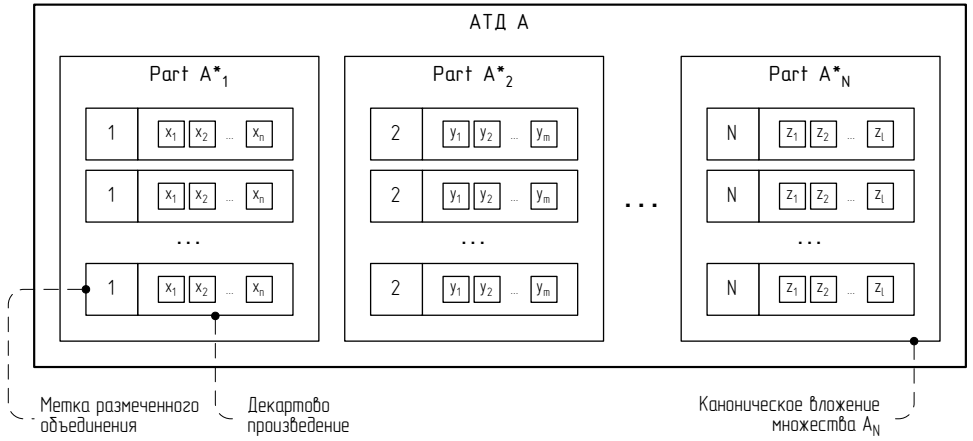 АТД A
Part A*₁ Part A*₂ Part A*_N
1 x₁ x₂ ... xₙ 2 y₁ y₂ ... yₘ N z₁ z₂ ... zₗ
1 x₁ x₂ ... xₙ 2 y₁ y₂ ... yₘ ... N z₁ z₂ ... zₗ
... ... ...
1 x₁ x₂ ... xₙ 2 y₁ y₂ ... yₘ N z₁ z₂ ... zₗ
Метка размеченного
объединения
Декартово
произведение
Каноническое вложение
множества A_N